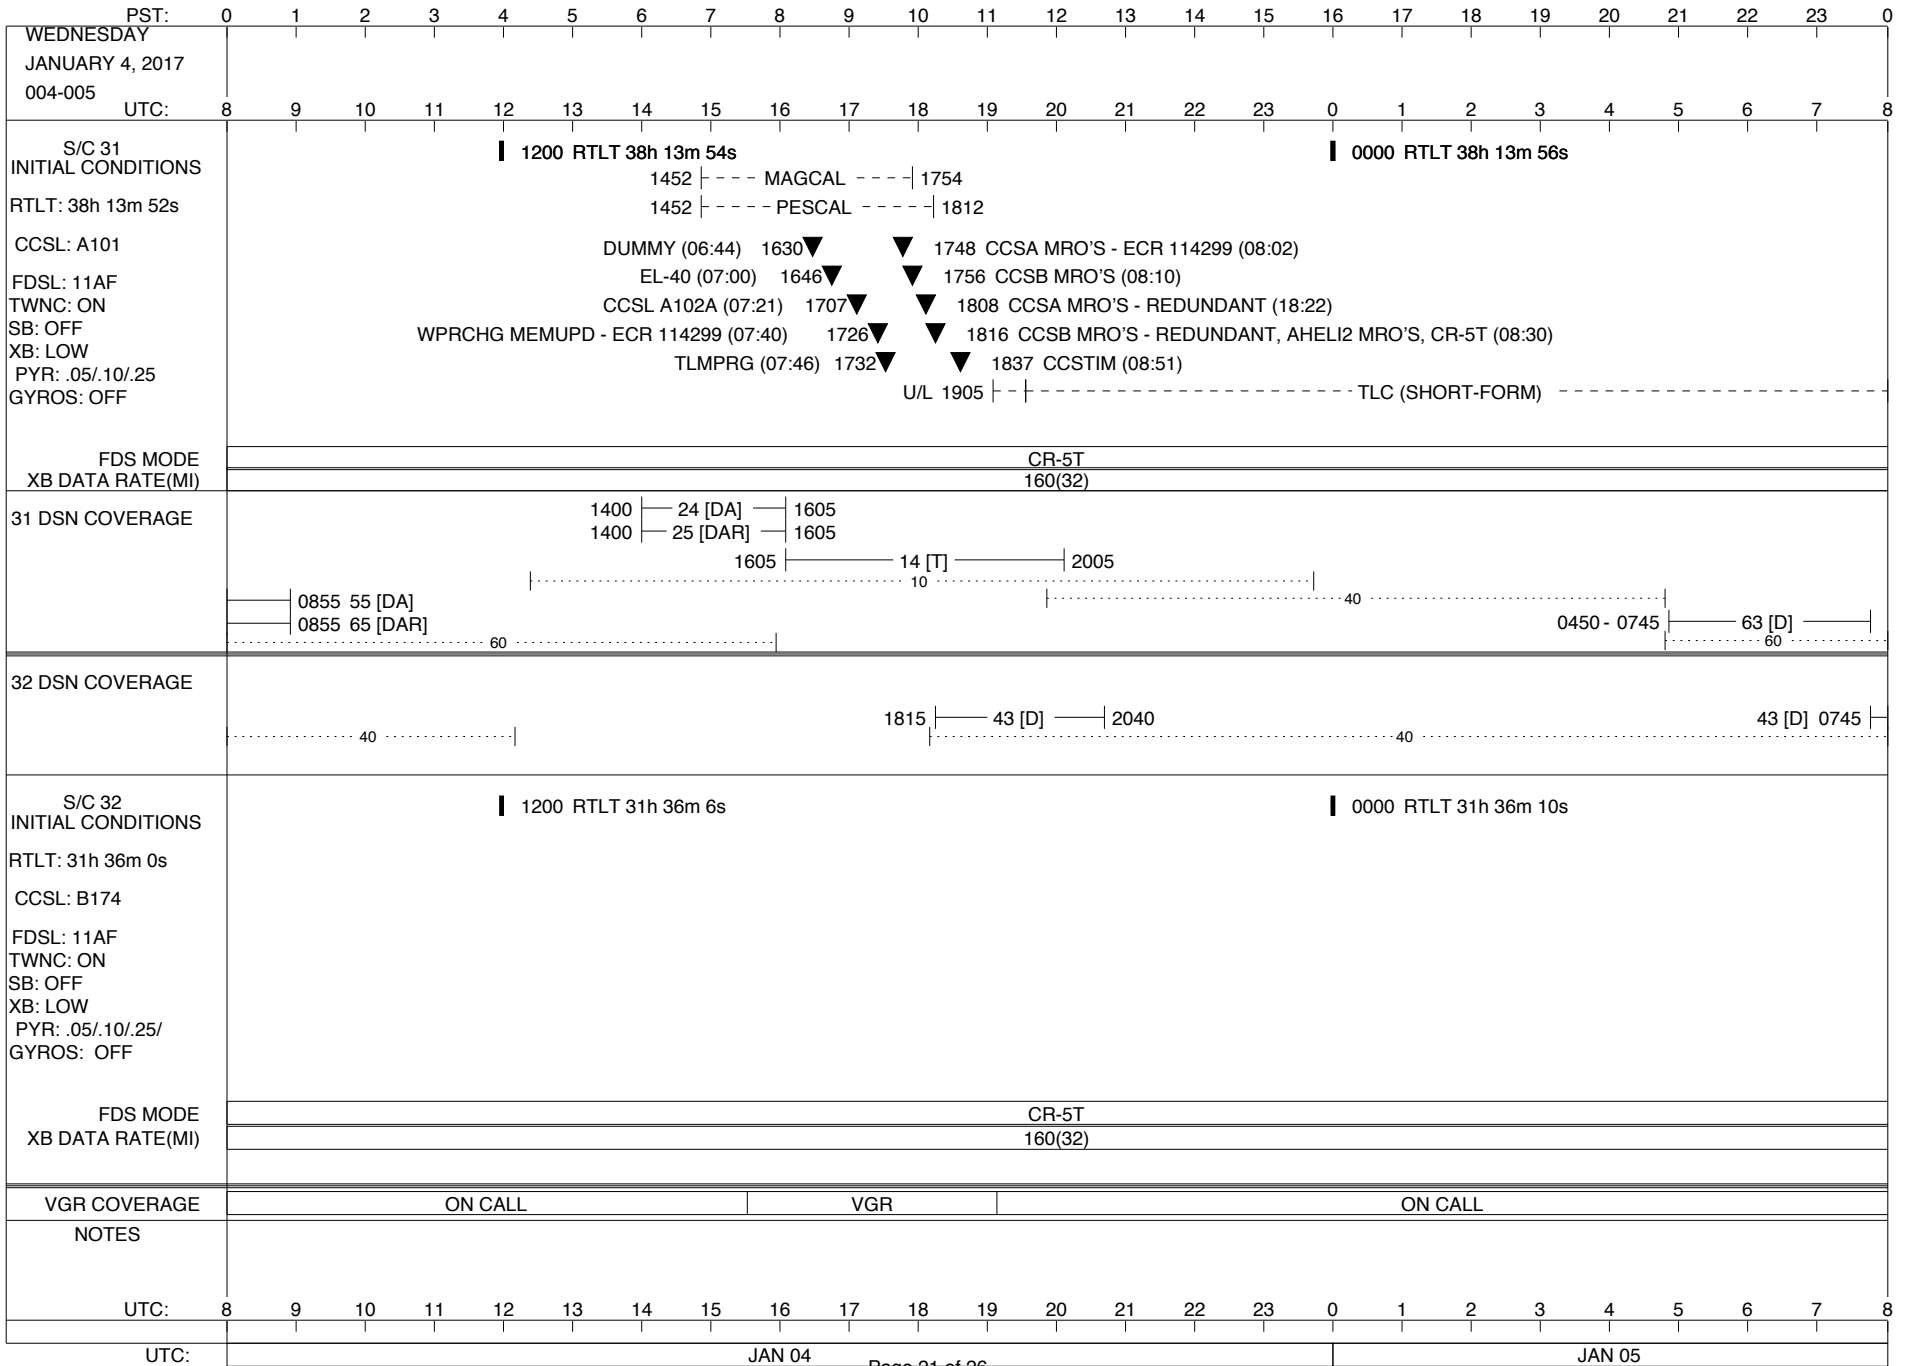 PST: 0 1 2 3 4 5 6 7 8 9 10 11 12 13 14 15 16 17 18 19 20 21 22 23 0
WEDNESDAY
JANUARY 4, 2017
004-005
UTC: 8 9 10 11 12 13 14 15 16 17 18 19 20 21 22 23 0 1 2 3 4 5 6 7 8
S/C 31
INITIAL CONDITIONS
RTLT: 38h 13m 52s
CCSL: A101
FDSL: 11AF
TWNC: ON
SB: OFF
XB: LOW
PYR: .05/.10/.25
GYROS: OFF
1200 RTLT 38h 13m 54s 0000 RTLT 38h 13m 56s
1452 MAGCAL 1754
1452 PESCAL 1812
DUMMY (06:44) 1630 1748 CCSA MRO'S - ECR 114299 (08:02)
EL-40 (07:00) 1646 1756 CCSB MRO'S (08:10)
CCSL A102A (07:21) 1707 1808 CCSA MRO'S - REDUNDANT (18:22)
WPRCHG MEMUPD - ECR 114299 (07:40) 1726 1816 CCSB MRO'S - REDUNDANT, AHELI2 MRO'S, CR-5T (08:30)
TLMPRG (07:46) 1732 1837 CCSTIM (08:51)
U/L 1905 TLC (SHORT-FORM)
FDS MODE CR-5T
XB DATA RATE(MI) 160(32)
31 DSN COVERAGE
1400 24 [DA] 1605
1400 25 [DAR] 1605
1605 14 [T] 2005
10
40
0855 55 [DA]
0855 65 [DAR] 0450 - 0745 63 [D]
60 60
32 DSN COVERAGE
1815 43 [D] 2040 43 [D] 0745
40 40
S/C 32
INITIAL CONDITIONS
RTLT: 31h 36m 0s
CCSL: B174
FDSL: 11AF
TWNC: ON
SB: OFF
XB: LOW
PYR: .05/.10/.25/
GYROS: OFF
1200 RTLT 31h 36m 6s 0000 RTLT 31h 36m 10s
FDS MODE CR-5T
XB DATA RATE(MI) 160(32)
VGR COVERAGE ON CALL VGR ON CALL
NOTES
UTC: 8 9 10 11 12 13 14 15 16 17 18 19 20 21 22 23 0 1 2 3 4 5 6 7 8
UTC: JAN 04 JAN 05
Page 21 of 26